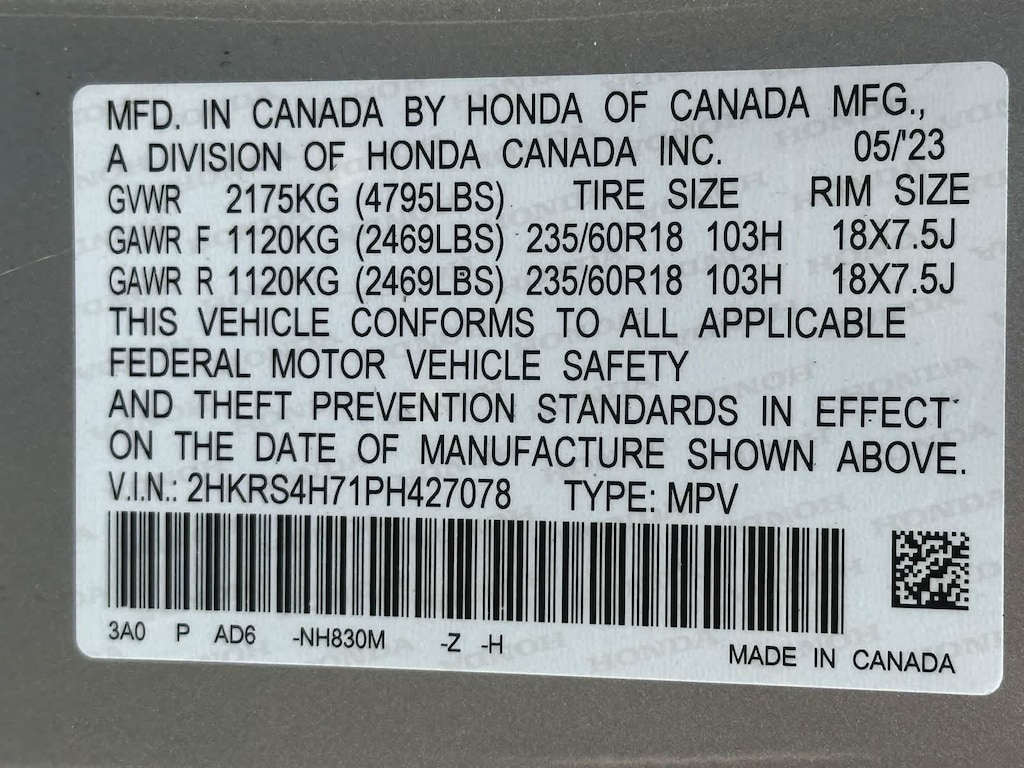 MFD. IN CANADA BY HONDA OF CANADA MFG.,
A DIVISION OF HONDA CANADA INC. 05/'23
GVWR 2175KG (4795LBS) TIRE SIZE RIM SIZE
GAWR F 1120KG (2469LBS) 235/60R18 103H 18X7.5J
GAWR R 1120KG (2469LBS) 235/60R18 103H 18X7.5J
THIS VEHICLE CONFORMS TO ALL APPLICABLE
FEDERAL MOTOR VEHICLE SAFETY
AND THEFT PREVENTION STANDARDS IN EFFECT
ON THE DATE OF MANUFACTURE SHOWN ABOVE.
V.I.N.: 2HKRS4H71PH427078 TYPE: MPV
3A0 P AD6 -NH830M -Z -H
MADE IN CANADA